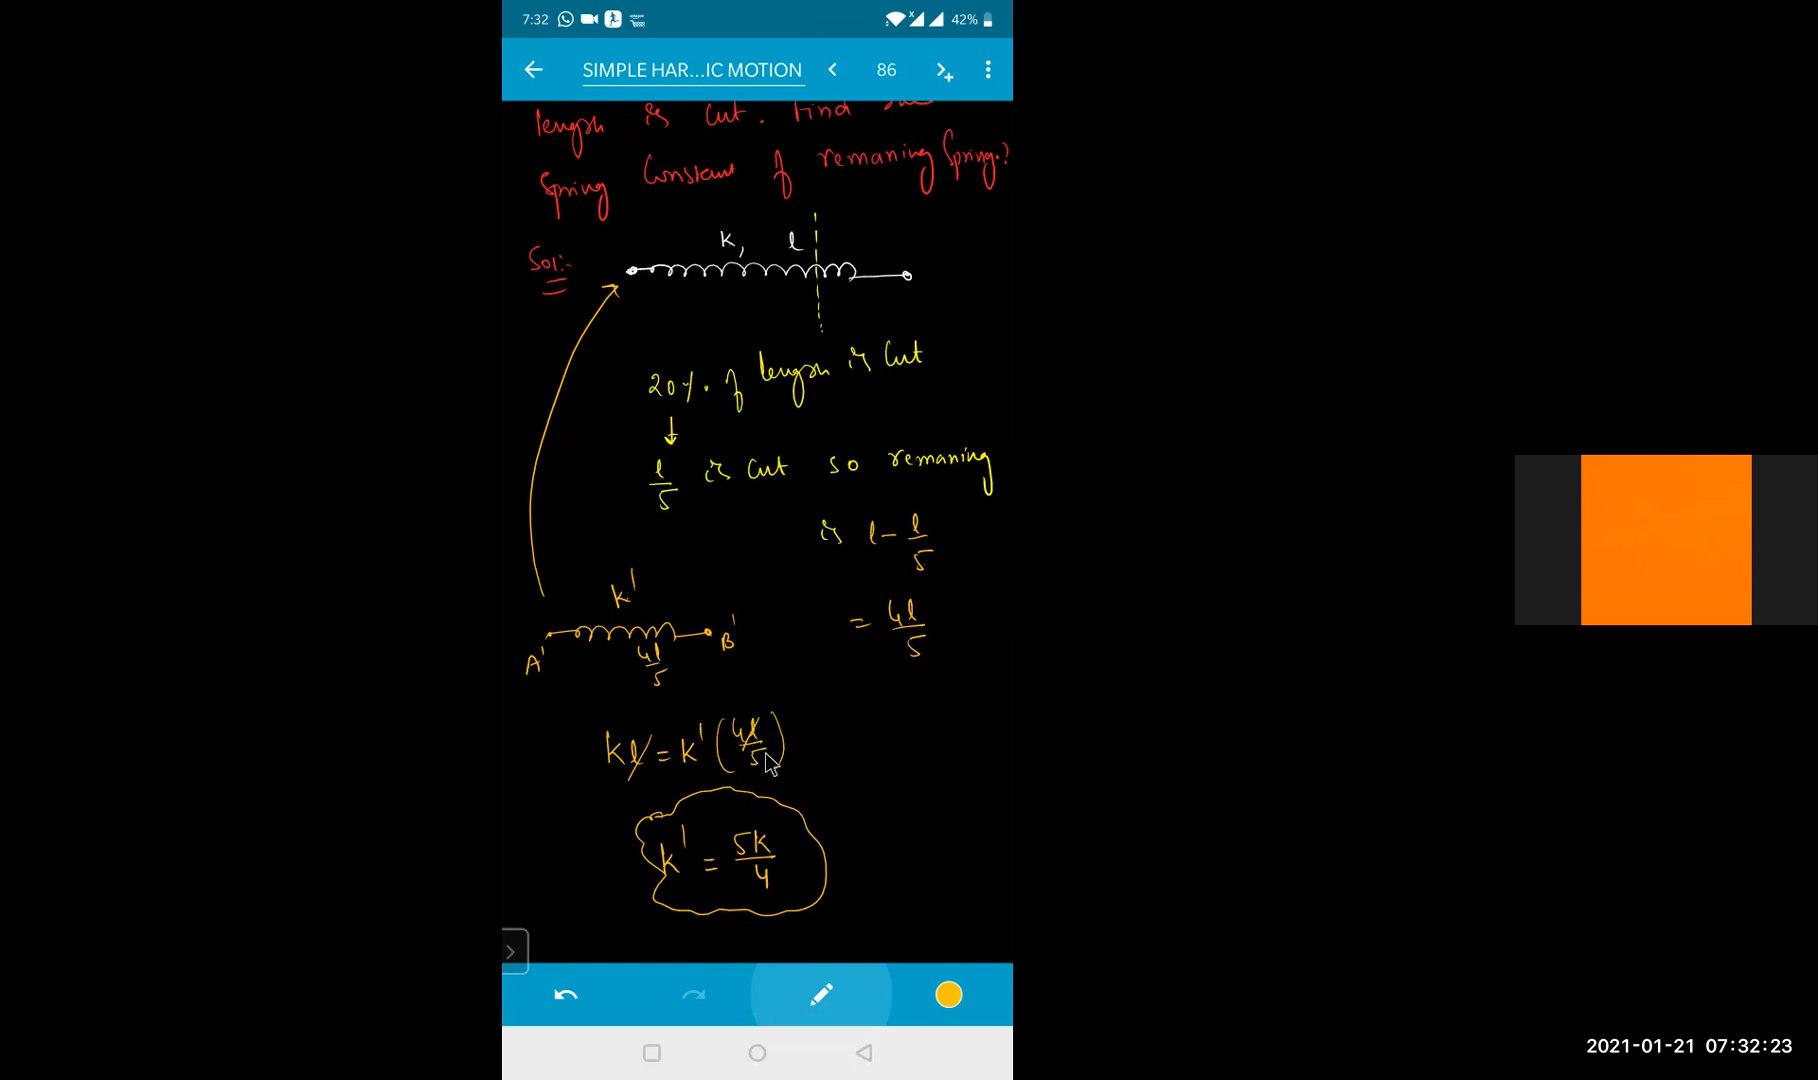 7:32
42%
SIMPLE HAR...IC MOTION
86
length is cut. Find
Spring Constant of remaning Spring.?
Sol:-
k, l
20% of length is cut
l/5 is cut so remaning
is l - l/5
= 4l/5
k'
A' 4l/5 B'
kl = k' (4l/5)
k' = 5k/4
2021-01-21 07:32:23